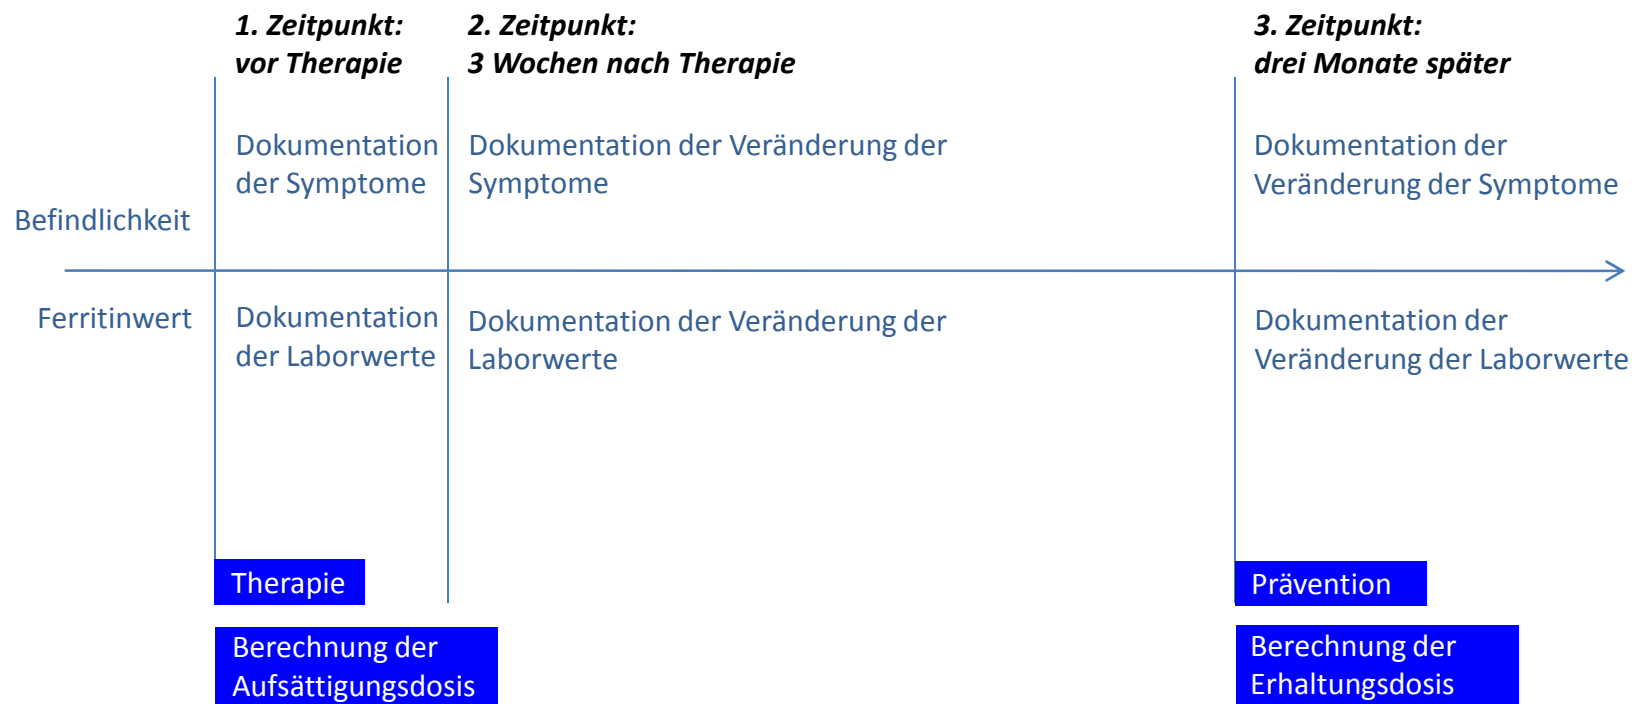 1. Zeitpunkt:
vor Therapie
2. Zeitpunkt:
3 Wochen nach Therapie
3. Zeitpunkt:
drei Monate später
Dokumentation
der Symptome
Dokumentation der Veränderung der
Symptome
Dokumentation der
Veränderung der Symptome
Befindlichkeit
Ferritinwert
Dokumentation
der Laborwerte
Dokumentation der Veränderung der
Laborwerte
Dokumentation der
Veränderung der Laborwerte
Therapie
Berechnung der
Aufsättigungsdosis
Prävention
Berechnung der
Erhaltungsdosis